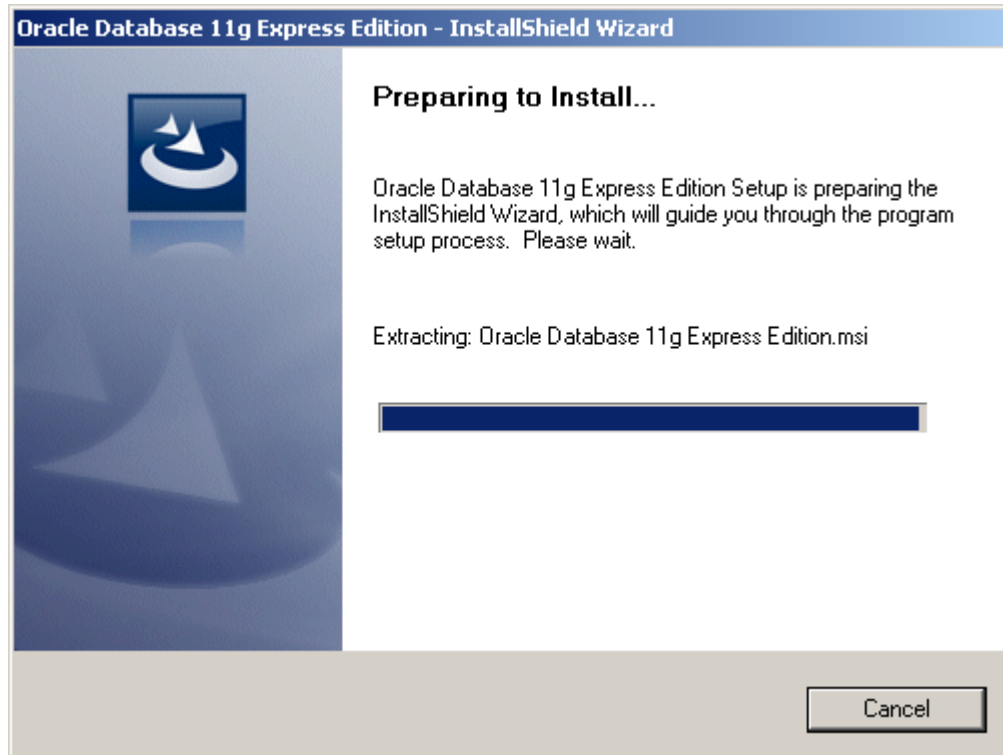 Oracle Database 11g Express Edition - InstallShield Wizard
Preparing to Install...
Oracle Database 11g Express Edition Setup is preparing the
InstallShield Wizard, which will guide you through the program
setup process.  Please wait.
Extracting: Oracle Database 11g Express Edition.msi
Cancel